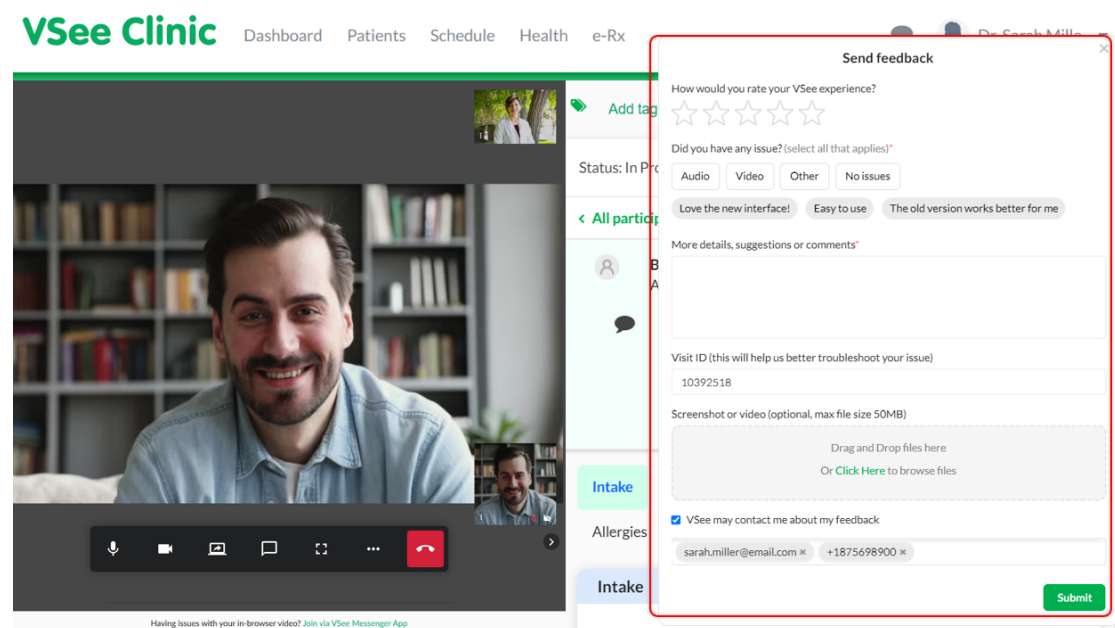 VSee Clinic Dashboard Patients Schedule Health e-Rx
Add tag
Status: In
All
Intake
Allergies
Intake
Having issues with your in-browser video? Join via VSee Messenger App
Send feedback
How would you rate your VSee experience?
Did you have any issue? (select all that applies)*
Audio Video Other No issues
Love the new interface! Easy to use The old version works better for me
More details, suggestions or comments*
Visit ID (this will help us better troubleshoot your issue)
10392518
Screenshot or video (optional, max file size 50MB)
Drag and Drop files here
Or Click Here to browse files
VSee may contact me about my feedback
sarah.miller@email.com × +1875698900 ×
Submit